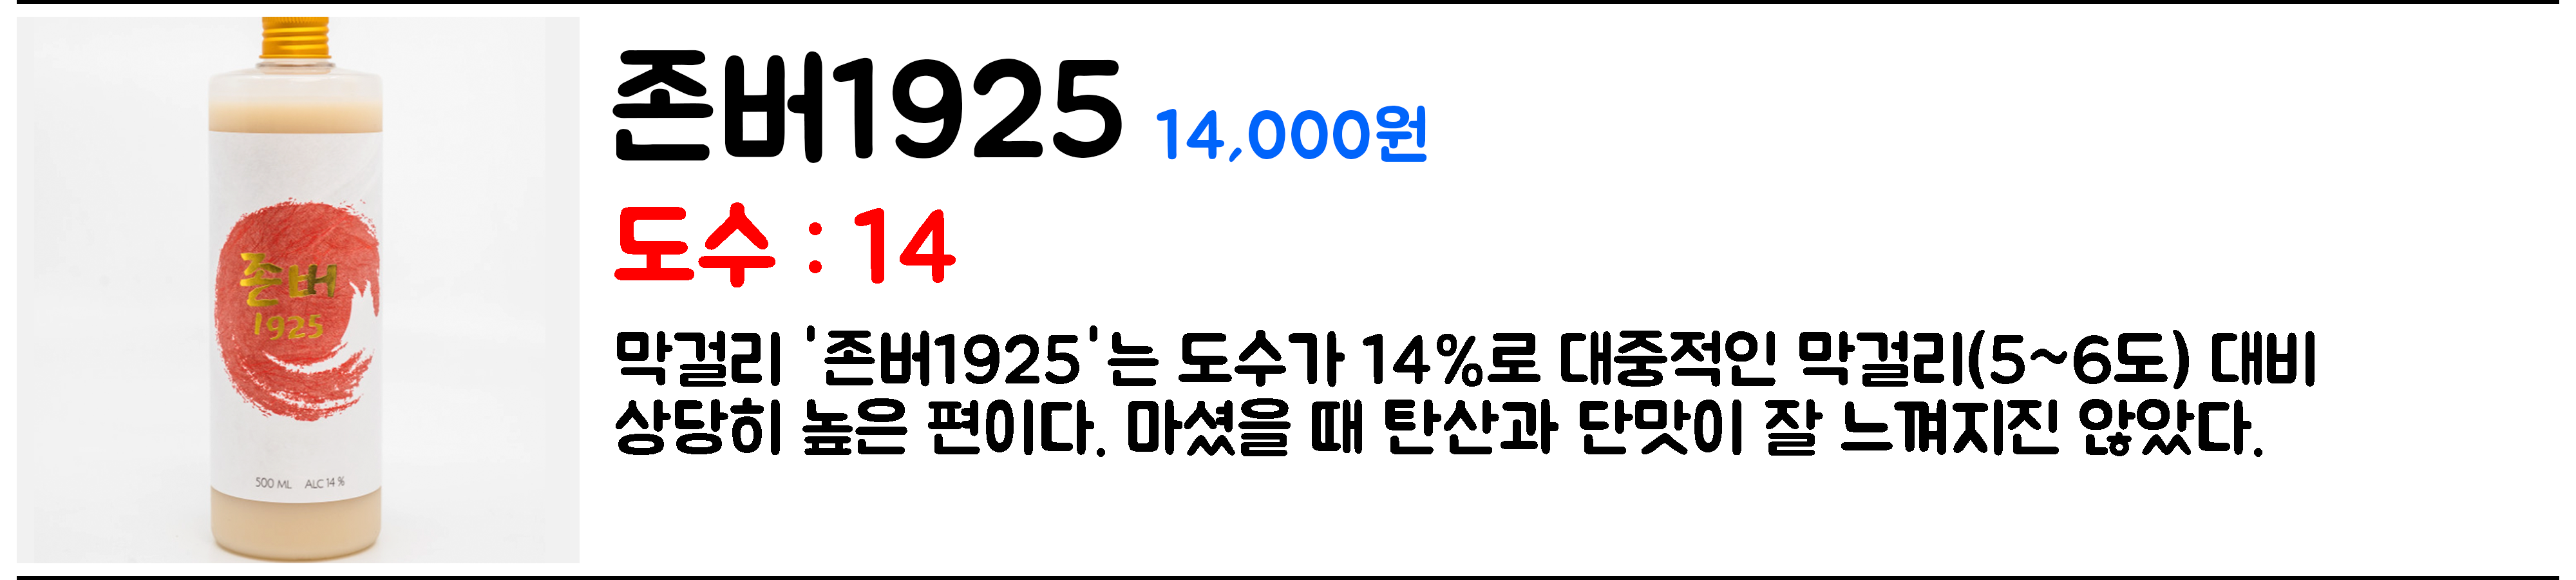 존버
1925
500 ML ALC 14 %
존버1925 14,000원
도수 : 14
막걸리 '존버1925'는 도수가 14%로 대중적인 막걸리(5~6도) 대비
상당히 높은 편이다. 마셨을 때 탄산과 단맛이 잘 느껴지진 않았다.